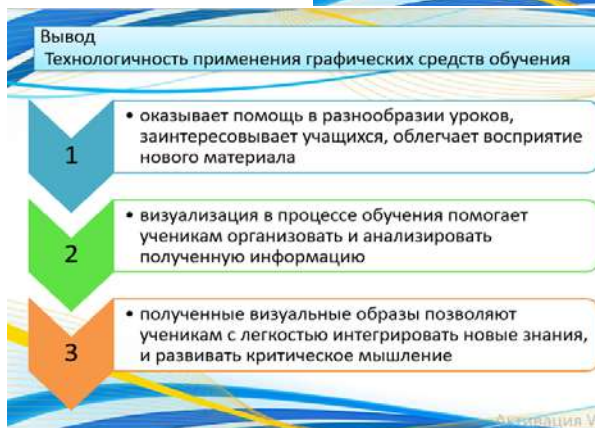 Вывод
Технологичность применения графических средств обучения
1
• оказывает помощь в разнообразии уроков,
заинтересовывает учащихся, облегчает восприятие
нового материала
2
• визуализация в процессе обучения помогает
ученикам организовать и анализировать
полученную информацию
3
• полученные визуальные образы позволяют
ученикам с легкостью интегрировать новые знания,
и развивать критическое мышление
Активация V